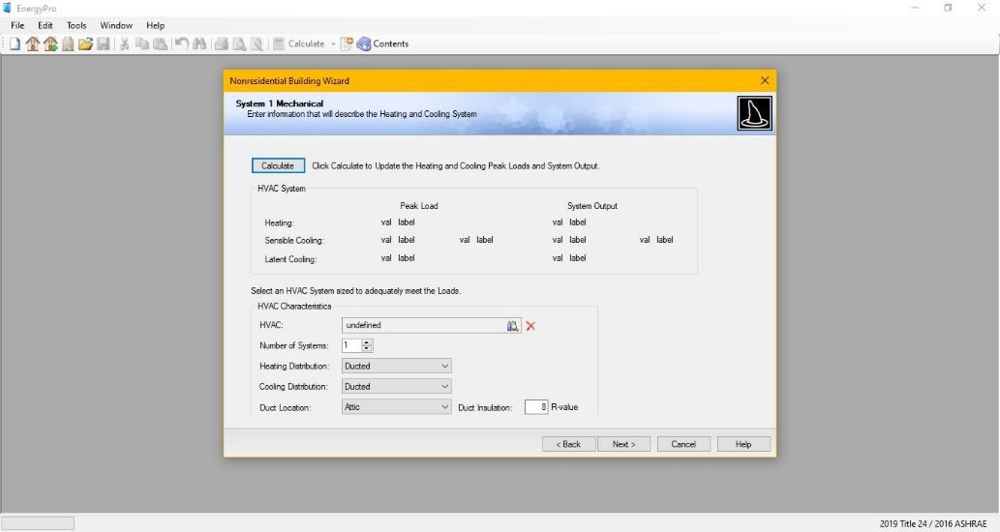 EnergyPro
File Edit Tools Window Help
Calculate Contents
Nonresidential Building Wizard
System 1 Mechanical
Enter information that will describe the Heating and Cooling System
Calculate Click Calculate to Update the Heating and Cooling Peak Loads and System Output.
HVAC System
Peak Load System Output
Heating: val label val label
Sensible Cooling: val label val label val label val label
Latent Cooling: val label val label
Select an HVAC System sized to adequately meet the Loads.
HVAC Characteristics
HVAC: undefined
Number of Systems: 1
Heating Distribution: Ducted
Cooling Distribution: Ducted
Duct Location: Attic Duct Insulation: 8 R-value
< Back Next > Cancel Help
2019 Title 24 / 2016 ASHRAE